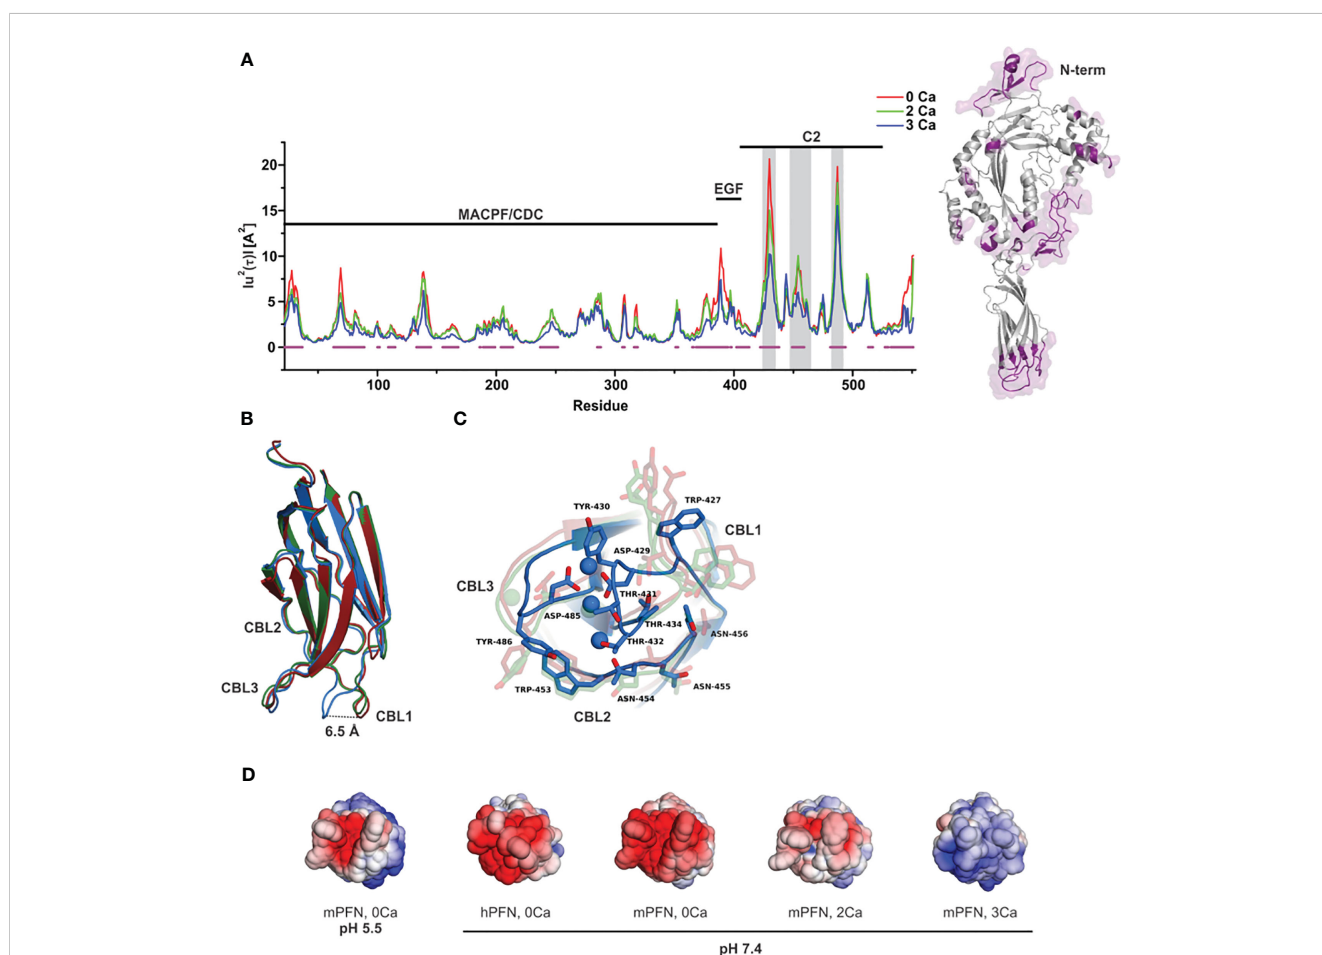 A
N-term
0 Ca
2 Ca
3 Ca
C2
EGF
MACPF/CDC
|u²(τ)| [A²]
20
15
10
5
0
100
200
300
400
500
Residue
B
CBL2
CBL3
CBL1
6.5 Å
C
TYR-430
TRP-427
CBL1
ASP-429
CBL3
THR-431
ASP-485
THR-434
ASN-456
TYR-486
THR-432
TRP-453
ASN-454
ASN-455
CBL2
D
mPFN, 0Ca
pH 5.5
hPFN, 0Ca
mPFN, 0Ca
mPFN, 2Ca
mPFN, 3Ca
pH 7.4